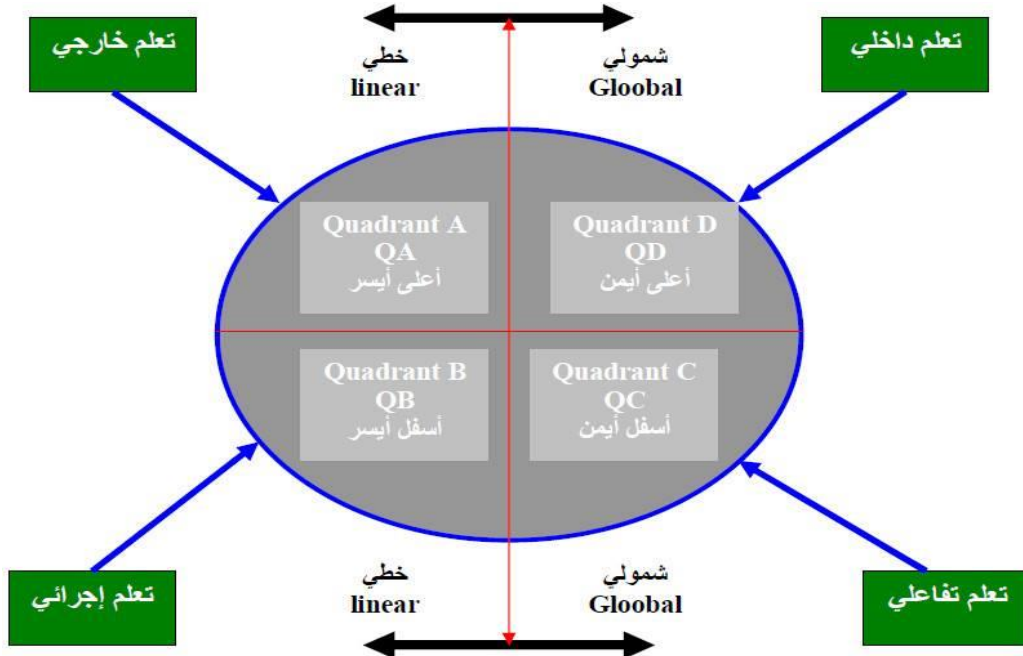 تعلم خارجي
تعلم داخلي
خطي
linear
شمولي
Gloobal
Quadrant A
QA
أعلى أيسر
Quadrant D
QD
أعلى أيمن
Quadrant B
QB
أسفل أيسر
Quadrant C
QC
أسفل أيمن
خطي
linear
شمولي
Gloobal
تعلم إجرائي
تعلم تفاعلي